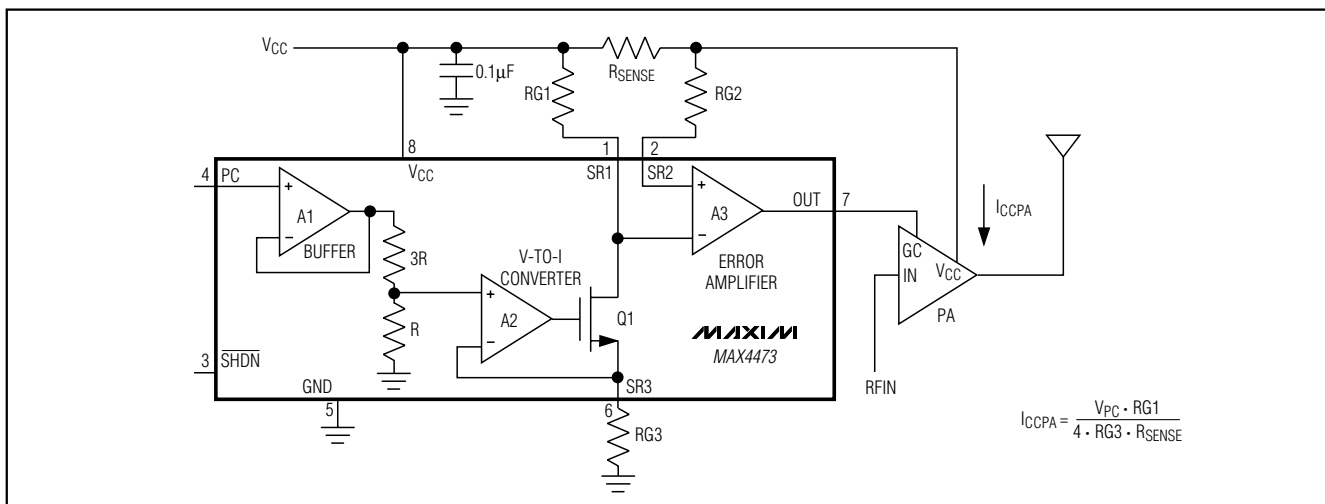 VCC
0.1µF
RSENSE
RG1
RG2
8
1
2
VCC
SR1
SR2
4
PC
+
A1
–
BUFFER
3R
R
V-TO-I
CONVERTER
+
A2
–
Q1
+
A3
–
OUT
7
ERROR
AMPLIFIER
MAXIM
MAX4473
3
SHDN
GND
5
SR3
6
RG3
ICCPA
GC
IN
VCC
PA
RFIN
ICCPA = VPC • RG1
4 • RG3 • RSENSE